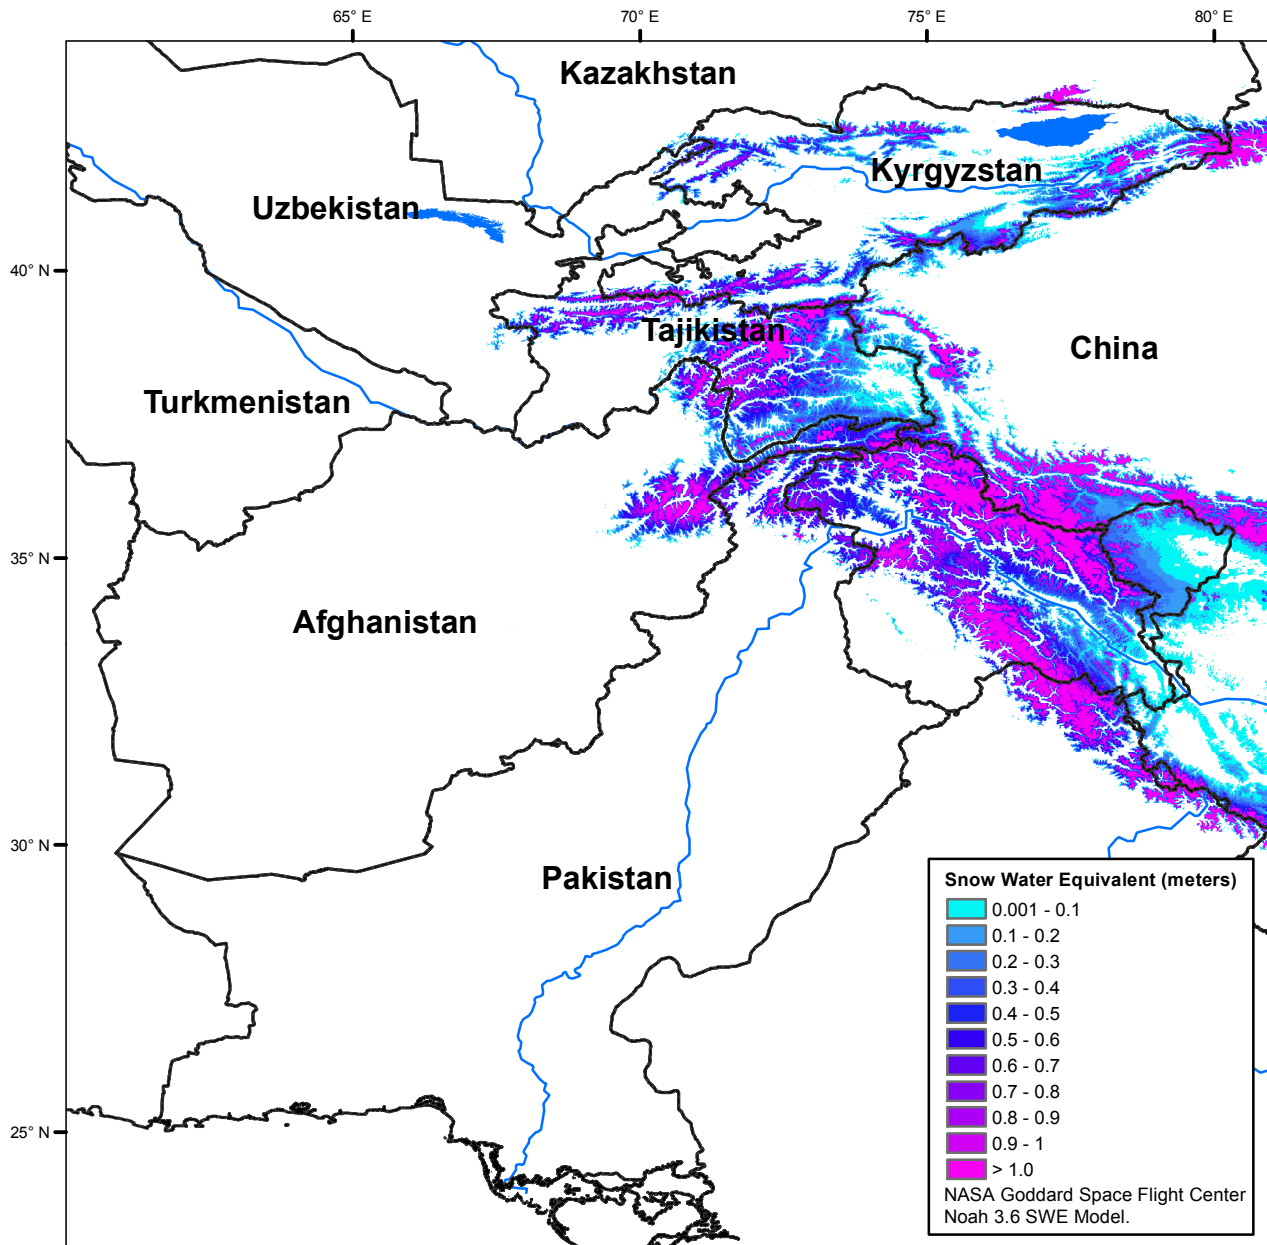 65° E
70° E
75° E
80° E
Kazakhstan
Kyrgyzstan
Uzbekistan
40° N
Tajikistan
China
Turkmenistan
35° N
Afghanistan
30° N
Pakistan
Snow Water Equivalent (meters)
0.001 - 0.1
0.1 - 0.2
0.2 - 0.3
0.3 - 0.4
0.4 - 0.5
0.5 - 0.6
0.6 - 0.7
0.7 - 0.8
0.8 - 0.9
0.9 - 1
> 1.0
NASA Goddard Space Flight Center
Noah 3.6 SWE Model.
25° N